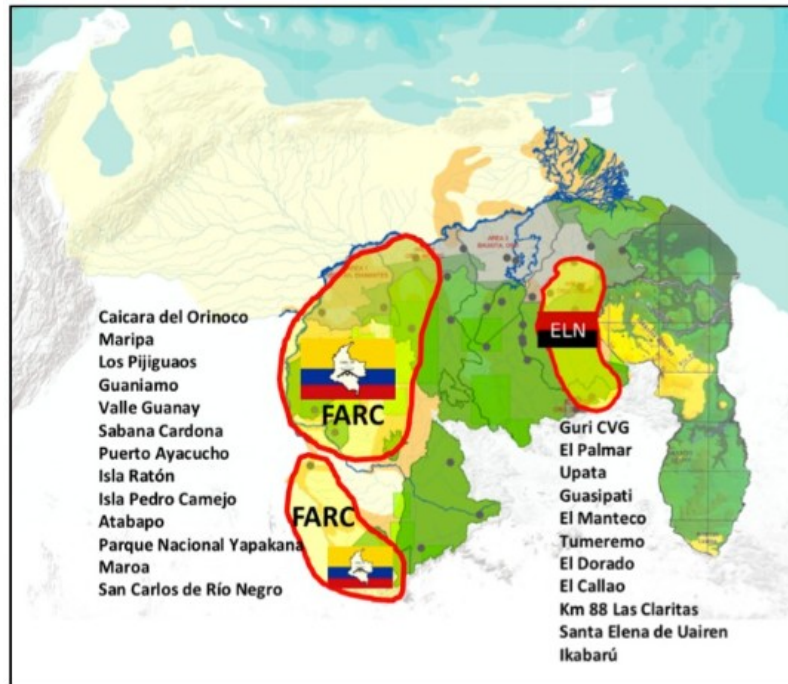 Caicara del Orinoco
Maripa
Los Pijiguaos
Guaniamo
Valle Guanay
Sabana Cardona
Puerto Ayacucho
Isla Ratón
Isla Pedro Camejo
Atabapo
Parque Nacional Yapakana
Maroa
San Carlos de Río Negro
FARC
FARC
ELN
Guri CVG
El Palmar
Upata
Guasipati
El Manteco
Tumeremo
El Dorado
El Callao
Km 88 Las Claritas
Santa Elena de Uairen
Ikabarú